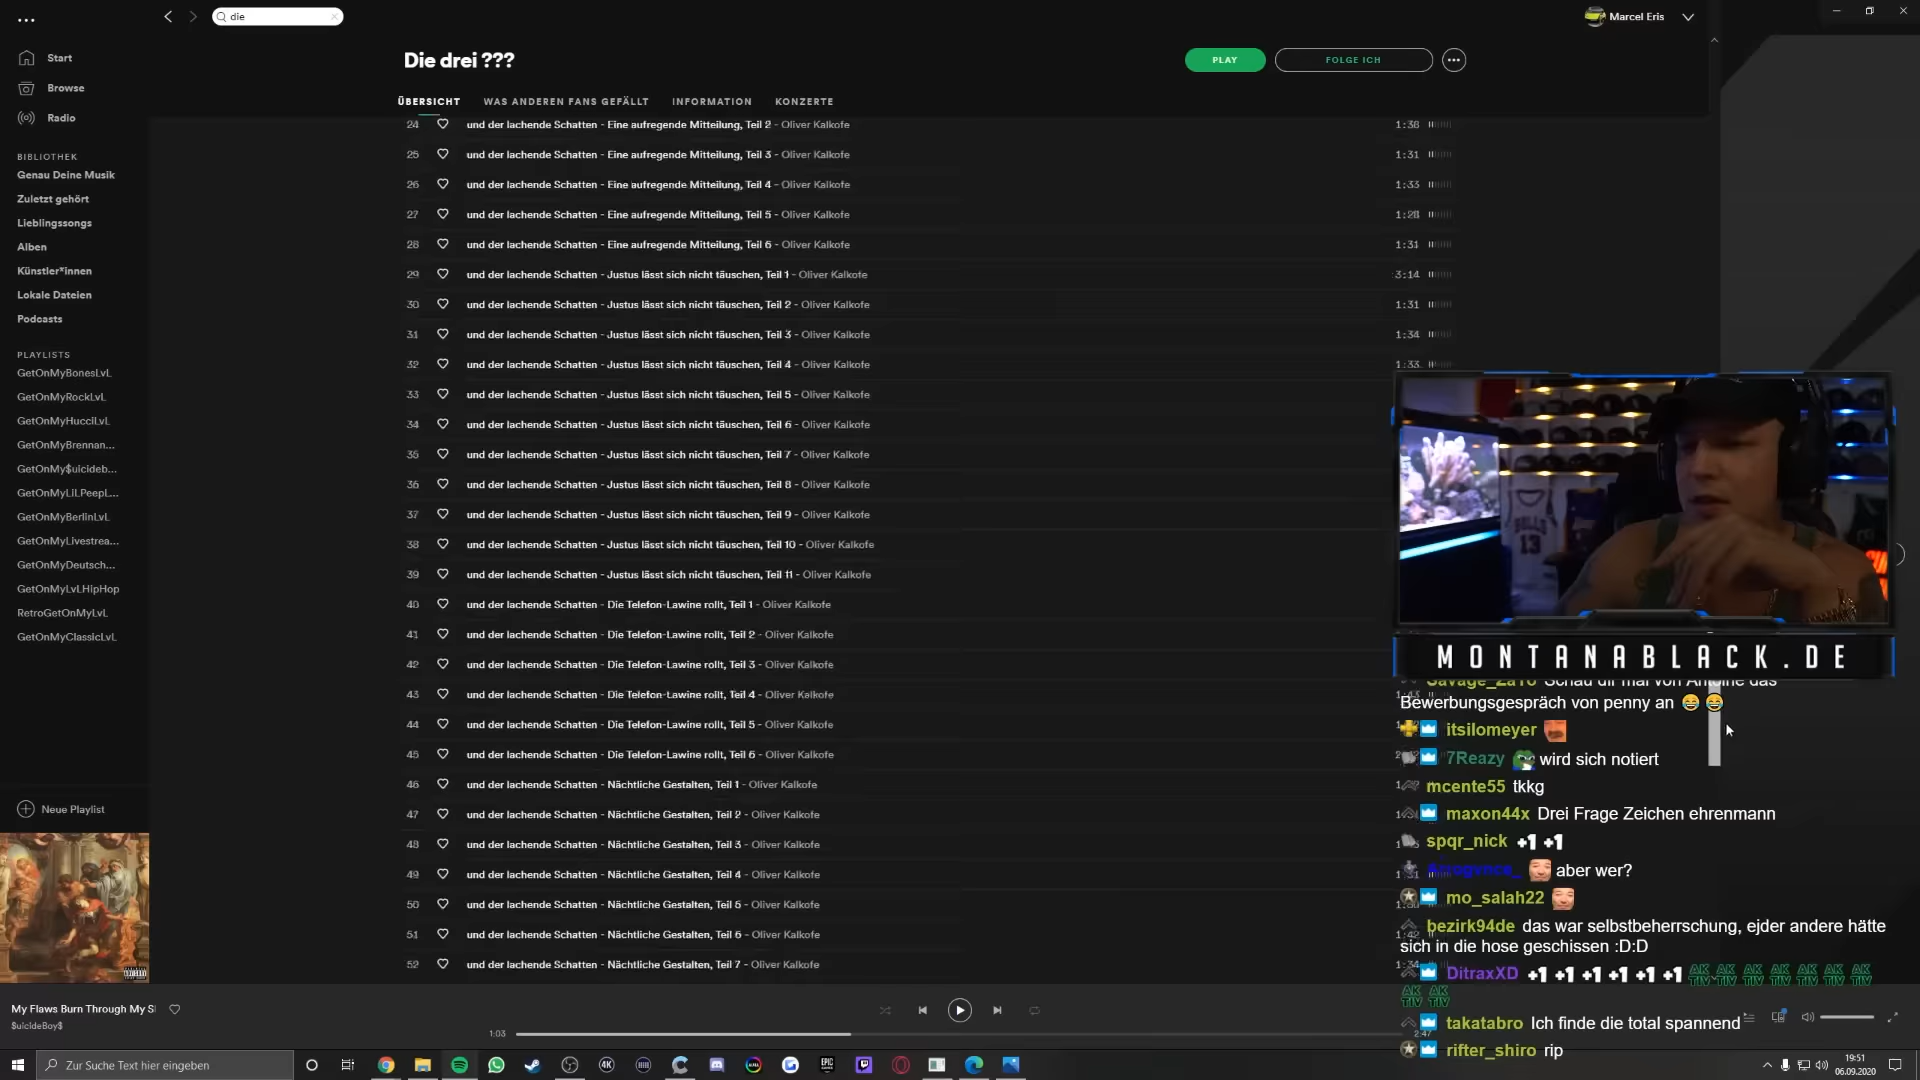 die
Marcel Eris
Start
Browse
Radio
BIBLIOTHEK
Genau Deine Musik
Zuletzt gehört
Lieblingssongs
Alben
Künstler*innen
Lokale Dateien
Podcasts
PLAYLISTS
GetOnMyBonesLvL
GetOnMyRockLvL
GetOnMyHucciLvL
GetOnMyBrennan...
GetOnMy$uicideb...
GetOnMyLiLPeepL...
GetOnMyBerlinLvL
GetOnMyLivestrea...
GetOnMyDeutsch...
GetOnMyLvLHipHop
RetroGetOnMyLvL
GetOnMyClassicLvL
Neue Playlist
My Flaws Burn Through My S
$uicideBoy$
Die drei ???
PLAY
FOLGE ICH
ÜBERSICHT WAS ANDEREN FANS GEFÄLLT INFORMATION KONZERTE
24 und der lachende Schatten - Eine aufregende Mitteilung, Teil 2 - Oliver Kalkofe 1:38
25 und der lachende Schatten - Eine aufregende Mitteilung, Teil 3 - Oliver Kalkofe 1:31
26 und der lachende Schatten - Eine aufregende Mitteilung, Teil 4 - Oliver Kalkofe 1:33
27 und der lachende Schatten - Eine aufregende Mitteilung, Teil 5 - Oliver Kalkofe 1:28
28 und der lachende Schatten - Eine aufregende Mitteilung, Teil 6 - Oliver Kalkofe 1:31
29 und der lachende Schatten - Justus lässt sich nicht täuschen, Teil 1 - Oliver Kalkofe 3:14
30 und der lachende Schatten - Justus lässt sich nicht täuschen, Teil 2 - Oliver Kalkofe 1:31
31 und der lachende Schatten - Justus lässt sich nicht täuschen, Teil 3 - Oliver Kalkofe 1:34
32 und der lachende Schatten - Justus lässt sich nicht täuschen, Teil 4 - Oliver Kalkofe 1:33
33 und der lachende Schatten - Justus lässt sich nicht täuschen, Teil 5 - Oliver Kalkofe
34 und der lachende Schatten - Justus lässt sich nicht täuschen, Teil 6 - Oliver Kalkofe
35 und der lachende Schatten - Justus lässt sich nicht täuschen, Teil 7 - Oliver Kalkofe
36 und der lachende Schatten - Justus lässt sich nicht täuschen, Teil 8 - Oliver Kalkofe
37 und der lachende Schatten - Justus lässt sich nicht täuschen, Teil 9 - Oliver Kalkofe
38 und der lachende Schatten - Justus lässt sich nicht täuschen, Teil 10 - Oliver Kalkofe
39 und der lachende Schatten - Justus lässt sich nicht täuschen, Teil 11 - Oliver Kalkofe
40 und der lachende Schatten - Die Telefon-Lawine rollt, Teil 1 - Oliver Kalkofe
41 und der lachende Schatten - Die Telefon-Lawine rollt, Teil 2 - Oliver Kalkofe
42 und der lachende Schatten - Die Telefon-Lawine rollt, Teil 3 - Oliver Kalkofe
43 und der lachende Schatten - Die Telefon-Lawine rollt, Teil 4 - Oliver Kalkofe
44 und der lachende Schatten - Die Telefon-Lawine rollt, Teil 5 - Oliver Kalkofe
45 und der lachende Schatten - Die Telefon-Lawine rollt, Teil 6 - Oliver Kalkofe
46 und der lachende Schatten - Nächtliche Gestalten, Teil 1 - Oliver Kalkofe
47 und der lachende Schatten - Nächtliche Gestalten, Teil 2 - Oliver Kalkofe
48 und der lachende Schatten - Nächtliche Gestalten, Teil 3 - Oliver Kalkofe
49 und der lachende Schatten - Nächtliche Gestalten, Teil 4 - Oliver Kalkofe
50 und der lachende Schatten - Nächtliche Gestalten, Teil 5 - Oliver Kalkofe
51 und der lachende Schatten - Nächtliche Gestalten, Teil 6 - Oliver Kalkofe
52 und der lachende Schatten - Nächtliche Gestalten, Teil 7 - Oliver Kalkofe
BULLS
13
MONTANABLACK.DE
Savage_Za1o Schau dir mal von Antoine das
Bewerbungsgespräch von penny an
itsilomeyer
7Reazy wird sich notiert
mcente55 tkkg
maxon44x Drei Frage Zeichen ehrenmann
spqr_nick +1 +1
aber wer?
mo_salah22
bezirk94de das war selbstbeherrschung, ejder andere hätte
sich in die hose geschissen :D:D
DitraxXD +1 +1 +1 +1 +1 +1 AKTIV AKTIV AKTIV AKTIV AKTIV AKTIV AKTIV
AKTIV AKTIV
takatabro Ich finde die total spannend
rifter_shiro rip
1:03
2:47
Zur Suche Text hier eingeben
4K
EPIC
19:51
06.09.2020